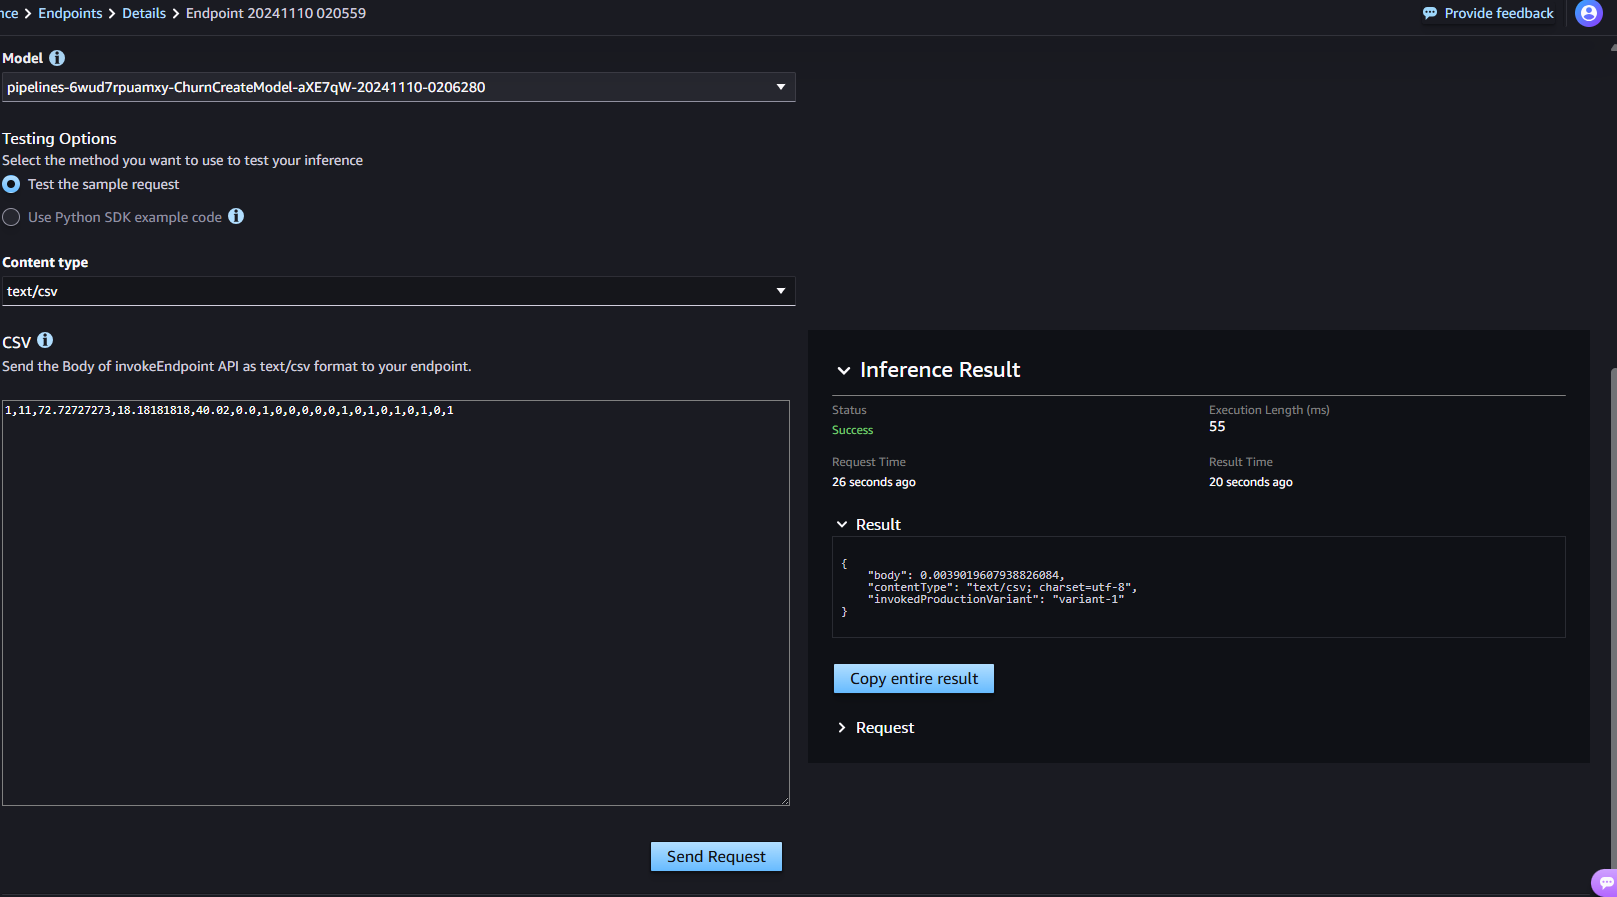 nce > Endpoints > Details > Endpoint 20241110 020559
Provide feedback
Model
pipelines-6wud7rpuamxy-ChurnCreateModel-aXE7qW-20241110-0206280
Testing Options
Select the method you want to use to test your inference
Test the sample request
Use Python SDK example code
Content type
text/csv
CSV
Send the Body of invokeEndpoint API as text/csv format to your endpoint.
1,11,72.72727273,18.18181818,40.02,0.0,1,0,0,0,0,0,1,0,1,0,1,0,1,0,1
Send Request
Inference Result
Status
Success
Execution Length (ms)
55
Request Time
26 seconds ago
Result Time
20 seconds ago
Result
{
"body": 0.0039019607938826084,
"contentType": "text/csv; charset=utf-8",
"invokedProductionVariant": "variant-1"
}
Copy entire result
Request